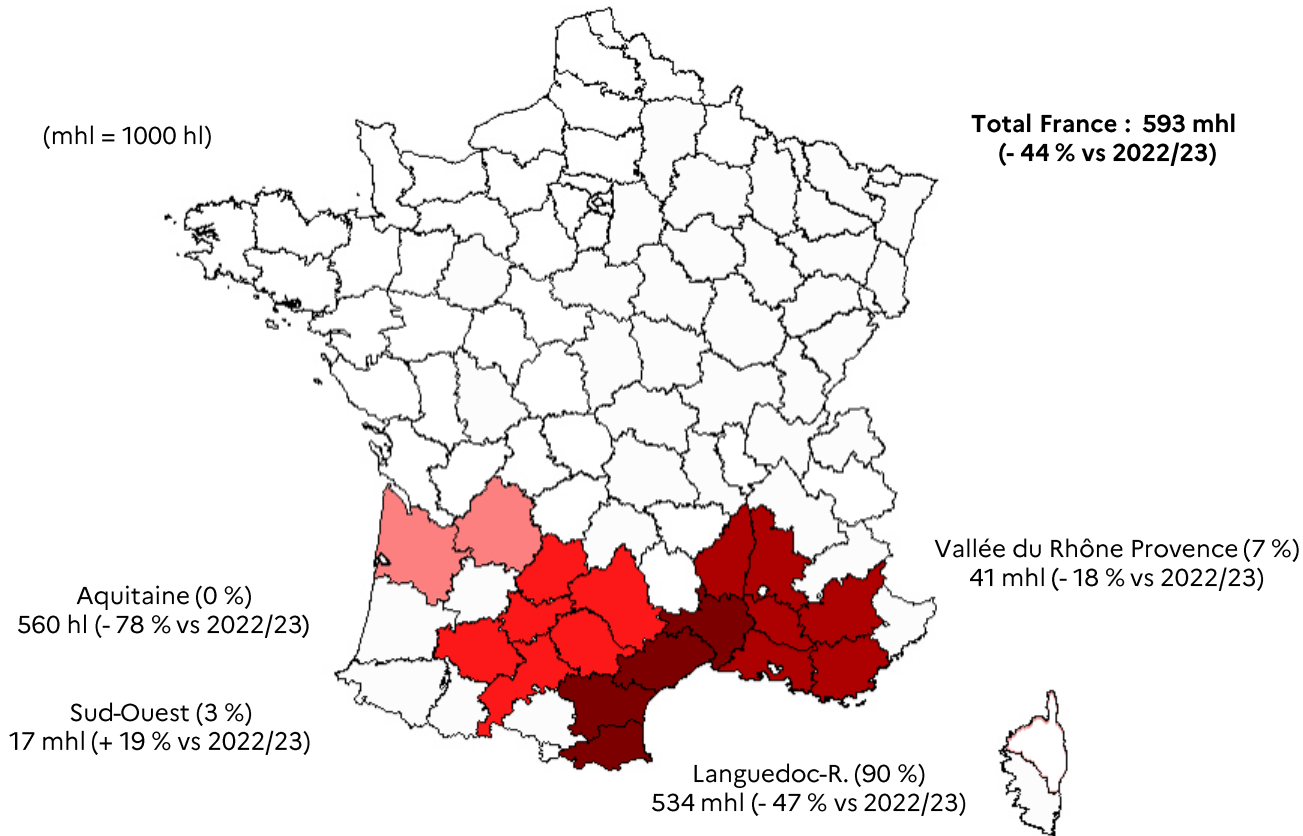 (mhl = 1000 hl)
Total France : 593 mhl
(- 44 % vs 2022/23)
Vallée du Rhône Provence (7 %)
41 mhl (- 18 % vs 2022/23)
Aquitaine (0 %)
560 hl (- 78 % vs 2022/23)
Sud-Ouest (3 %)
17 mhl (+ 19 % vs 2022/23)
Languedoc-R. (90 %)
534 mhl (- 47 % vs 2022/23)